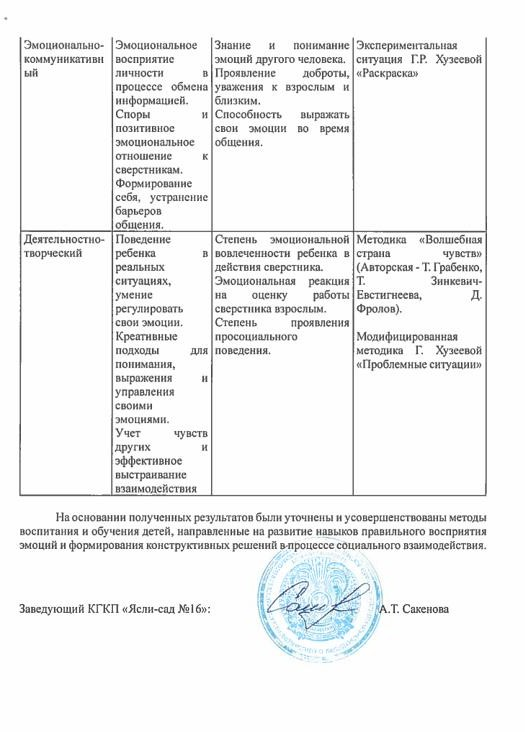 Эмоционально-
коммуникативн
ый
Эмоциональное
восприятие
личности в
процессе обмена
информацией.
Споры и
позитивное
эмоциональное
отношение к
сверстникам.
Формирование
себя, устранение
барьеров
общения.
Знание и понимание
эмоций другого человека.
Проявление доброты,
уважения к взрослым и
близким.
Способность выражать
свои эмоции во время
общения.
Экспериментальная
ситуация Г.Р. Хузеевой
«Раскраска»
Деятельностно-
творческий
Поведение
ребенка в
реальных
ситуациях,
умение
регулировать
свои эмоции.
Креативные
подходы для
понимания,
выражения и
управления
своими
эмоциями.
Учет чувств
других и
эффективное
выстраивание
взаимодействия
Степень эмоциональной
вовлеченности ребенка в
действия сверстника.
Эмоциональная реакция
на оценку работы
сверстника взрослым.
Степень проявления
просоциального
поведения.
Методика «Волшебная
страна чувств»
(Авторская - Т. Грабенко,
Т. Зинкевич-
Евстигнеева, Д.
Фролов).
Модифицированная
методика Г. Хузеевой
«Проблемные ситуации»
На основании полученных результатов были уточнены и усовершенствованы методы
воспитания и обучения детей, направленные на развитие навыков правильного восприятия
эмоций и формирования конструктивных решений в процессе социального взаимодействия.
Заведующий КГКП «Ясли-сад №16»: А.Т. Сакенова